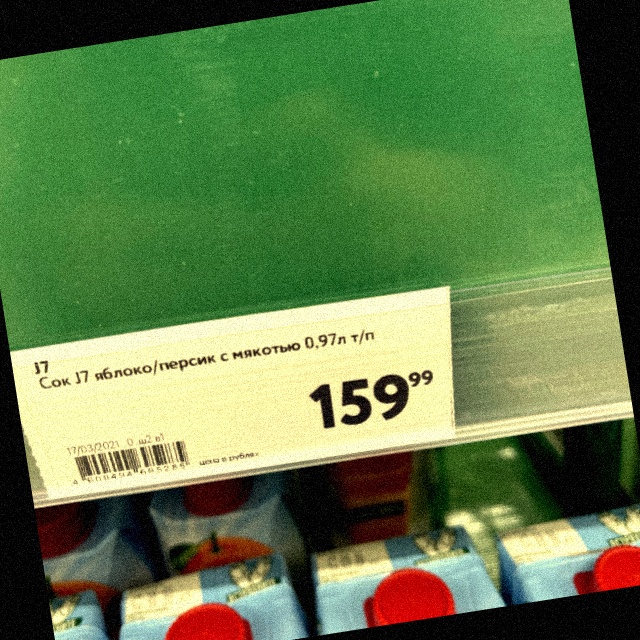 J7
Сок J7 яблоко/персик с мякотью 0,97л т/п
159 99
17/03/2021
цена в рублях